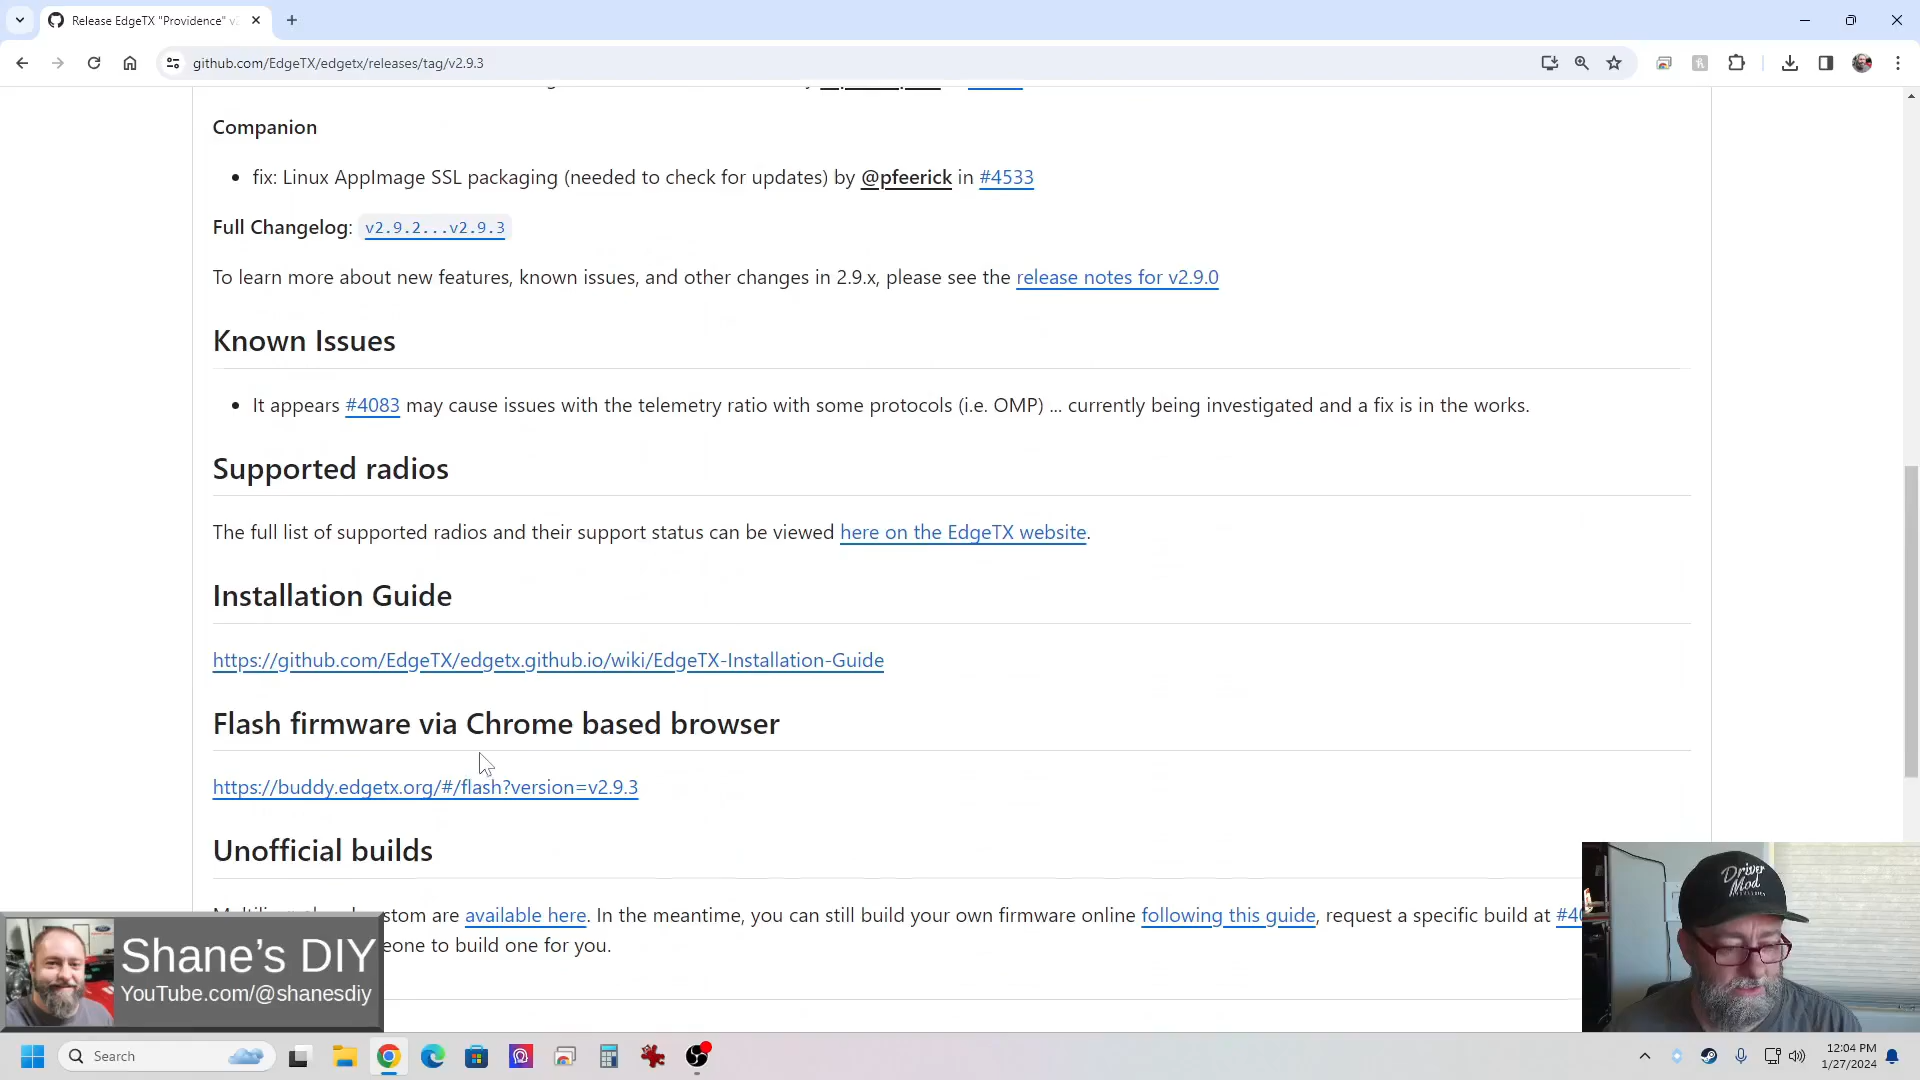 Release EdgeTX "Providence" v
github.com/EdgeTX/edgetx/releases/tag/v2.9.3
Companion
fix: Linux AppImage SSL packaging (needed to check for updates) by @pfeerick in #4533
Full Changelog: v2.9.2...v2.9.3
To learn more about new features, known issues, and other changes in 2.9.x, please see the release notes for v2.9.0
Known Issues
It appears #4083 may cause issues with the telemetry ratio with some protocols (i.e. OMP) ... currently being investigated and a fix is in the works.
Supported radios
The full list of supported radios and their support status can be viewed here on the EdgeTX website.
Installation Guide
https://github.com/EdgeTX/edgetx.github.io/wiki/EdgeTX-Installation-Guide
Flash firmware via Chrome based browser
https://buddy.edgetx.org/#/flash?version=v2.9.3
Unofficial builds
are available here. In the meantime, you can still build your own firmware online following this guide, request a specific build at
to build one for you.
Driver
Mod
Shane's DIY
YouTube.com/@shanesdiy
Search
12:04 PM
1/27/2024